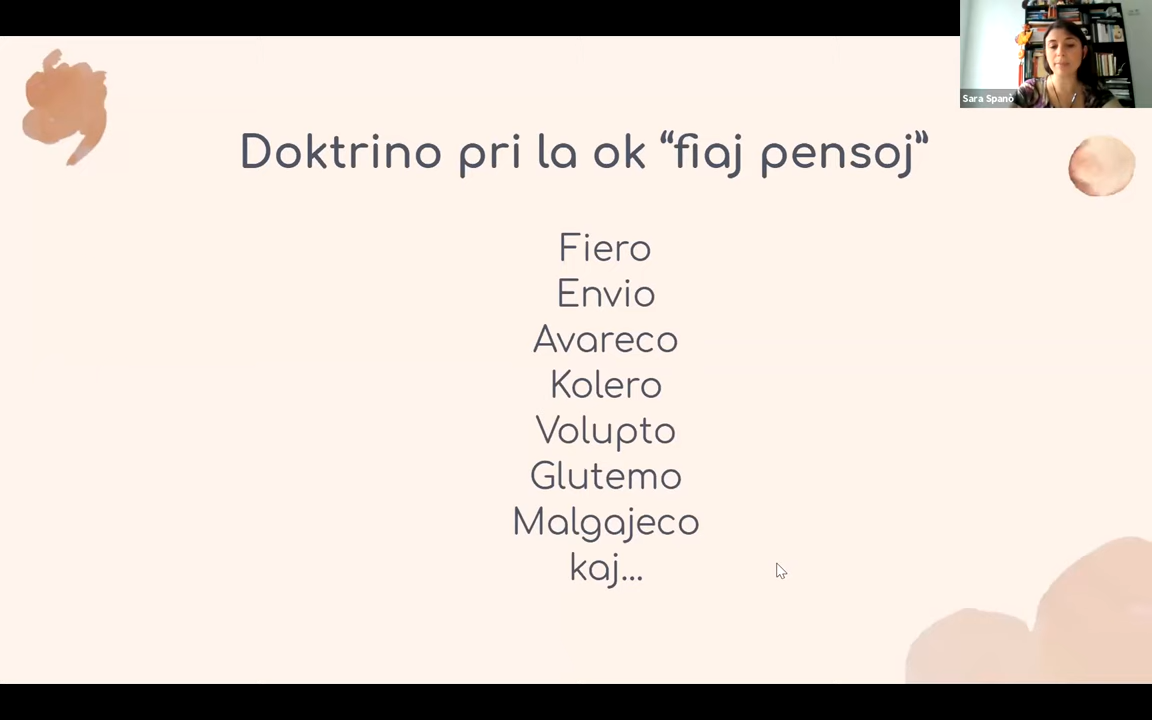 Sara Spanò
Doktrino pri la ok “fiaj pensoj”
Fiero
Envio
Avareco
Kolero
Volupto
Glutemo
Malgajeco
kaj...